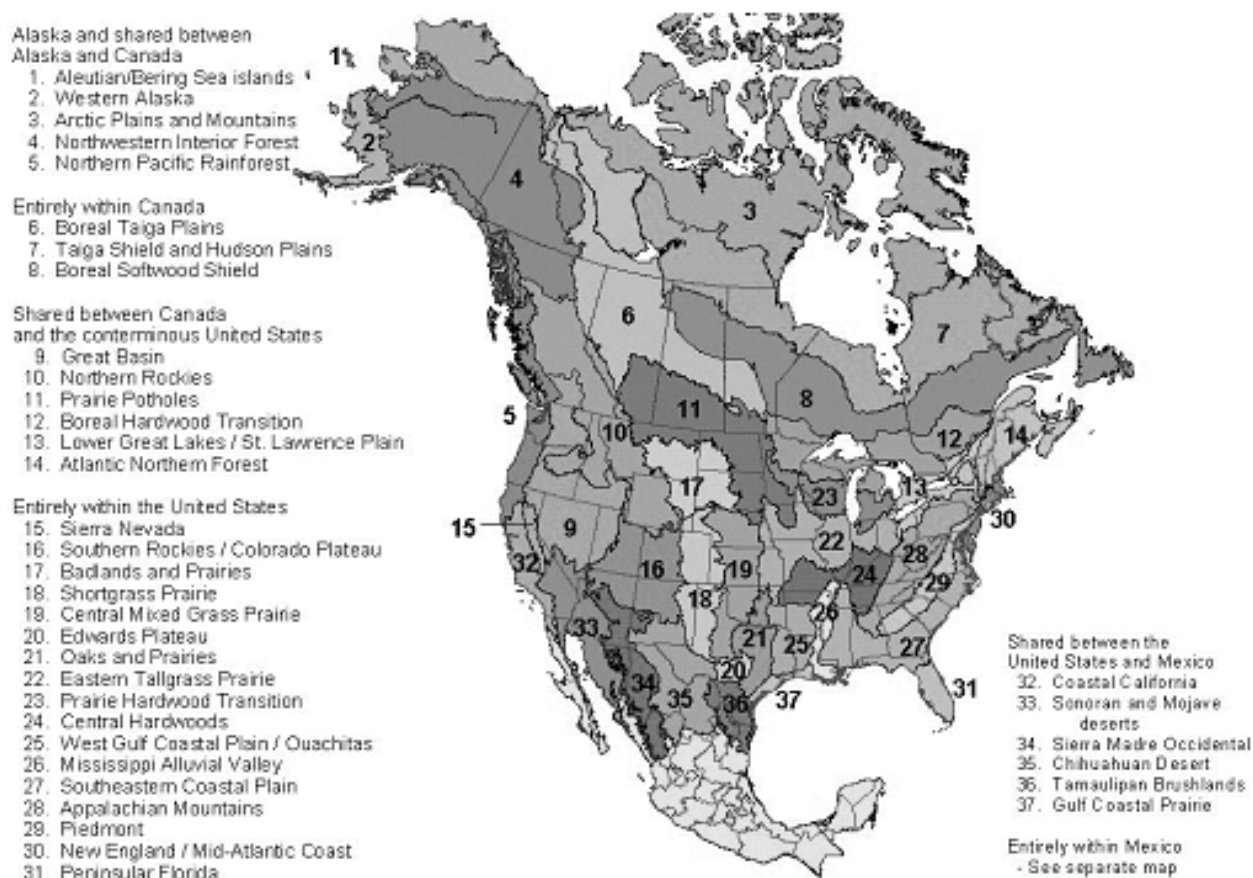 Alaska and shared between
Alaska and Canada
1. Aleutian/Bering Sea islands
2. Western Alaska
3. Arctic Plains and Mountains
4. Northwestern Interior Forest
5. Northern Pacific Rainforest
Entirely within Canada
6. Boreal Taiga Plains
7. Taiga Shield and Hudson Plains
8. Boreal Softwood Shield
Shared between Canada
and the conterminous United States
9. Great Basin
10. Northern Rockies
11. Prairie Potholes
12. Boreal Hardwood Transition
13. Lower Great Lakes / St. Lawrence Plain
14. Atlantic Northern Forest
Entirely within the United States
15. Sierra Nevada
16. Southern Rockies / Colorado Plateau
17. Badlands and Prairies
18. Shortgrass Prairie
19. Central Mixed Grass Prairie
20. Edwards Plateau
21. Oaks and Prairies
22. Eastern Tallgrass Prairie
23. Prairie Hardwood Transition
24. Central Hardwoods
25. West Gulf Coastal Plain / Ouachitas
26. Mississippi Alluvial Valley
27. Southeastern Coastal Plain
28. Appalachian Mountains
29. Piedmont
30. New England / Mid-Atlantic Coast
31. Peninsular Florida
1
2
4
3
6
7
8
5
10
11
12
14
13
17
23
30
15
9
22
28
32
16
19
24
29
18
26
33
21
25
27
20
34
35
36
37
31
Shared between the
United States and Mexico
32. Coastal California
33. Sonoran and Mojave
deserts
34. Sierra Madre Occidental
35. Chihuahuan Desert
36. Tamaulipan Brushlands
37. Gulf Coastal Prairie
Entirely within Mexico
- See separate map